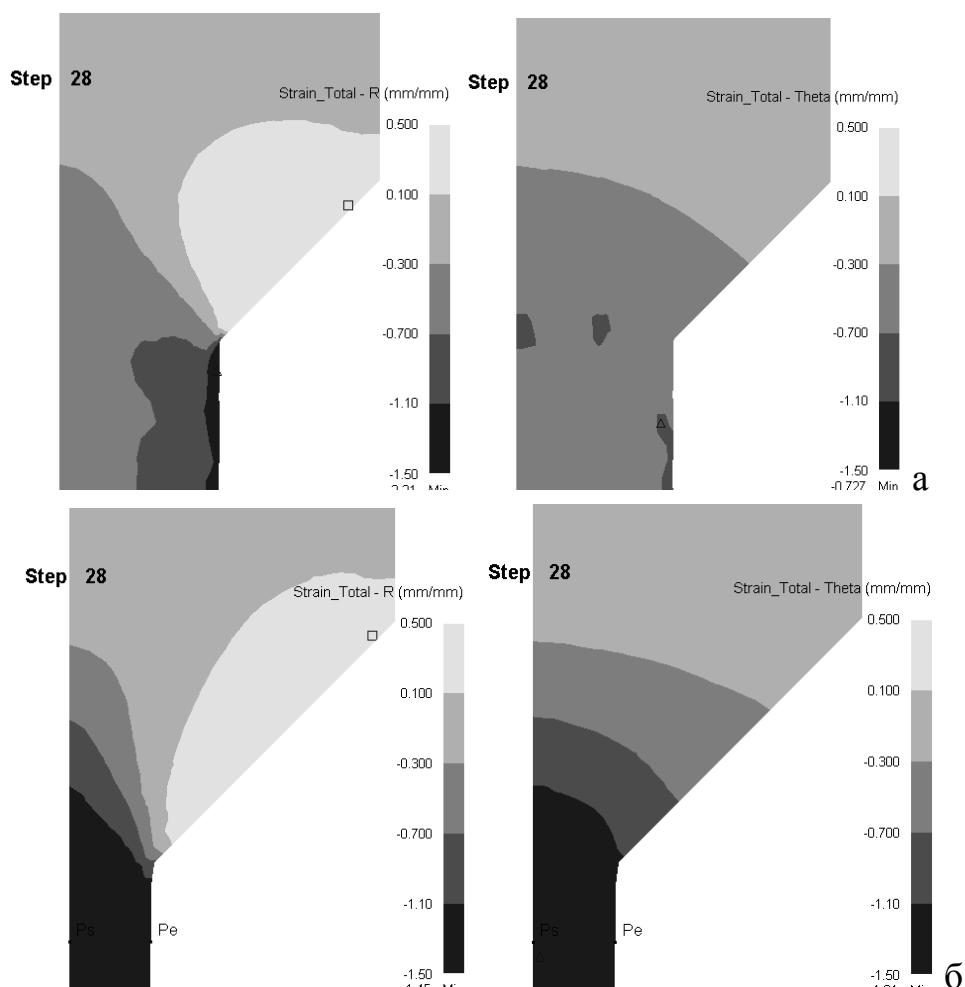 Step 28
Strain_Total - R (mm/mm)
0.500
0.100
-0.300
-0.700
-1.10
-1.50
Step 28
Strain_Total - Theta (mm/mm)
0.500
0.100
-0.300
-0.700
-1.10
-1.50
-0.727 Min
а
Step 28
Strain_Total - R (mm/mm)
0.500
0.100
-0.300
-0.700
-1.10
-1.50
Ps Pe
Step 28
Strain_Total - Theta (mm/mm)
0.500
0.100
-0.300
-0.700
-1.10
-1.50
Ps Pe
б